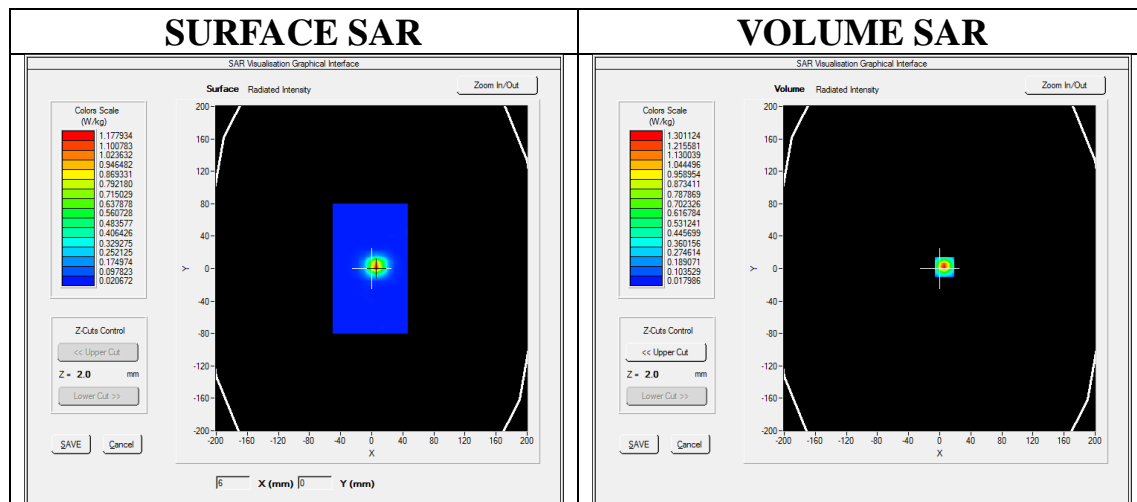 SURFACE SAR
SAR Visualisation Graphical Interface
Surface Radiated Intensity
Zoom In/Out
Colors Scale
(W/kg)
1.177934
1.100783
1.023632
0.946482
0.869331
0.792180
0.715029
0.637878
0.560728
0.483577
0.406426
0.329275
0.252125
0.174974
0.097823
0.020672
200
160
120
80
40
0
-40
-80
-120
-160
-200
Y
-200 -160 -120 -80 -40 0 40 80 120 160 200
X
Z-Cuts Control
<< Upper Cut
Z = 2.0 mm
Lower Cut >>
SAVE Cancel
6 X (mm) 0 Y (mm)
VOLUME SAR
SAR Visualisation Graphical Interface
Volume Radiated Intensity
Zoom In/Out
Colors Scale
(W/kg)
1.301124
1.215581
1.130039
1.044496
0.958954
0.873411
0.787869
0.702326
0.616784
0.531241
0.445699
0.360156
0.274614
0.189071
0.103529
0.017986
200
160
120
80
40
0
-40
-80
-120
-160
-200
Y
-200 -160 -120 -80 -40 0 40 80 120 160 200
X
Z-Cuts Control
<< Upper Cut
Z = 2.0 mm
Lower Cut >>
SAVE Cancel